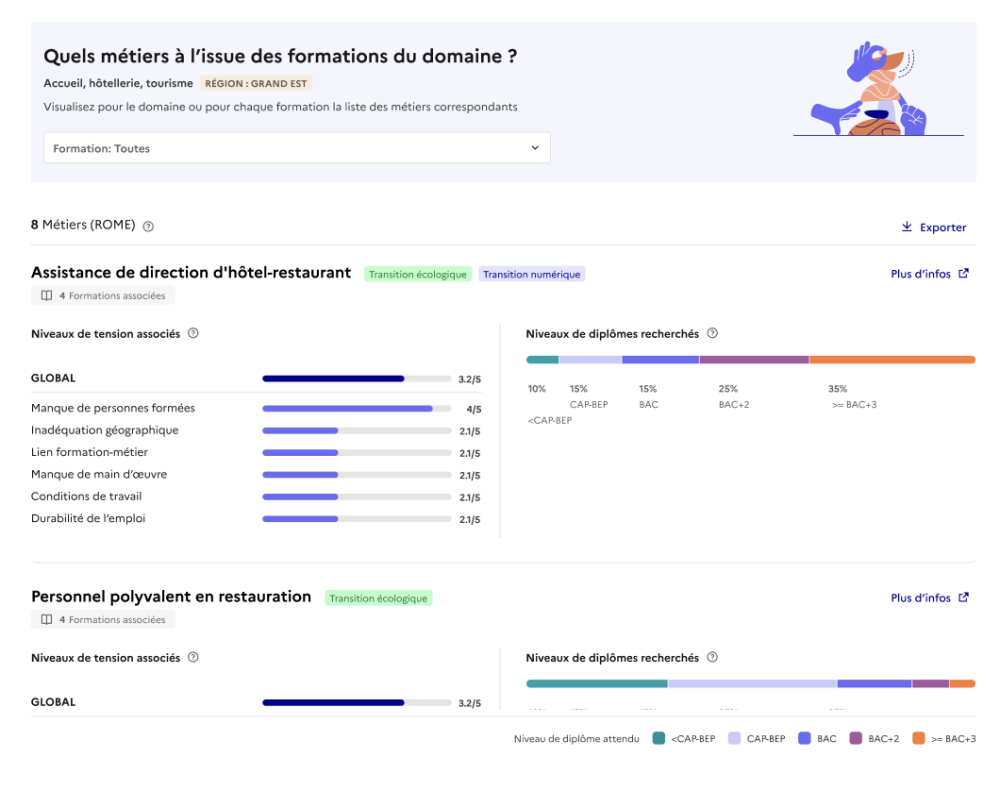 Quels métiers à l'issue des formations du domaine ?
Accueil, hôtellerie, tourisme RÉGION : GRAND EST
Visualisez pour le domaine ou pour chaque formation la liste des métiers correspondants
Formation: Toutes
8 Métiers (ROME)
Exporter
Assistance de direction d'hôtel-restaurant Transition écologique Transition numérique Plus d'infos
4 Formations associées
Niveaux de tension associés
GLOBAL 3.2/5
Manque de personnes formées 4/5
Inadéquation géographique 2.1/5
Lien formation-métier 2.1/5
Manque de main d'œuvre 2.1/5
Conditions de travail 2.1/5
Durabilité de l'emploi 2.1/5
Niveaux de diplômes recherchés
10% 15% 15% 25% 35%
CAP-BEP BAC BAC+2 >= BAC+3
<CAP-BEP
Personnel polyvalent en restauration Transition écologique Plus d'infos
4 Formations associées
Niveaux de tension associés
GLOBAL 3.2/5
Niveaux de diplômes recherchés
Niveau de diplôme attendu <CAP-BEP CAP-BEP BAC BAC+2 >= BAC+3